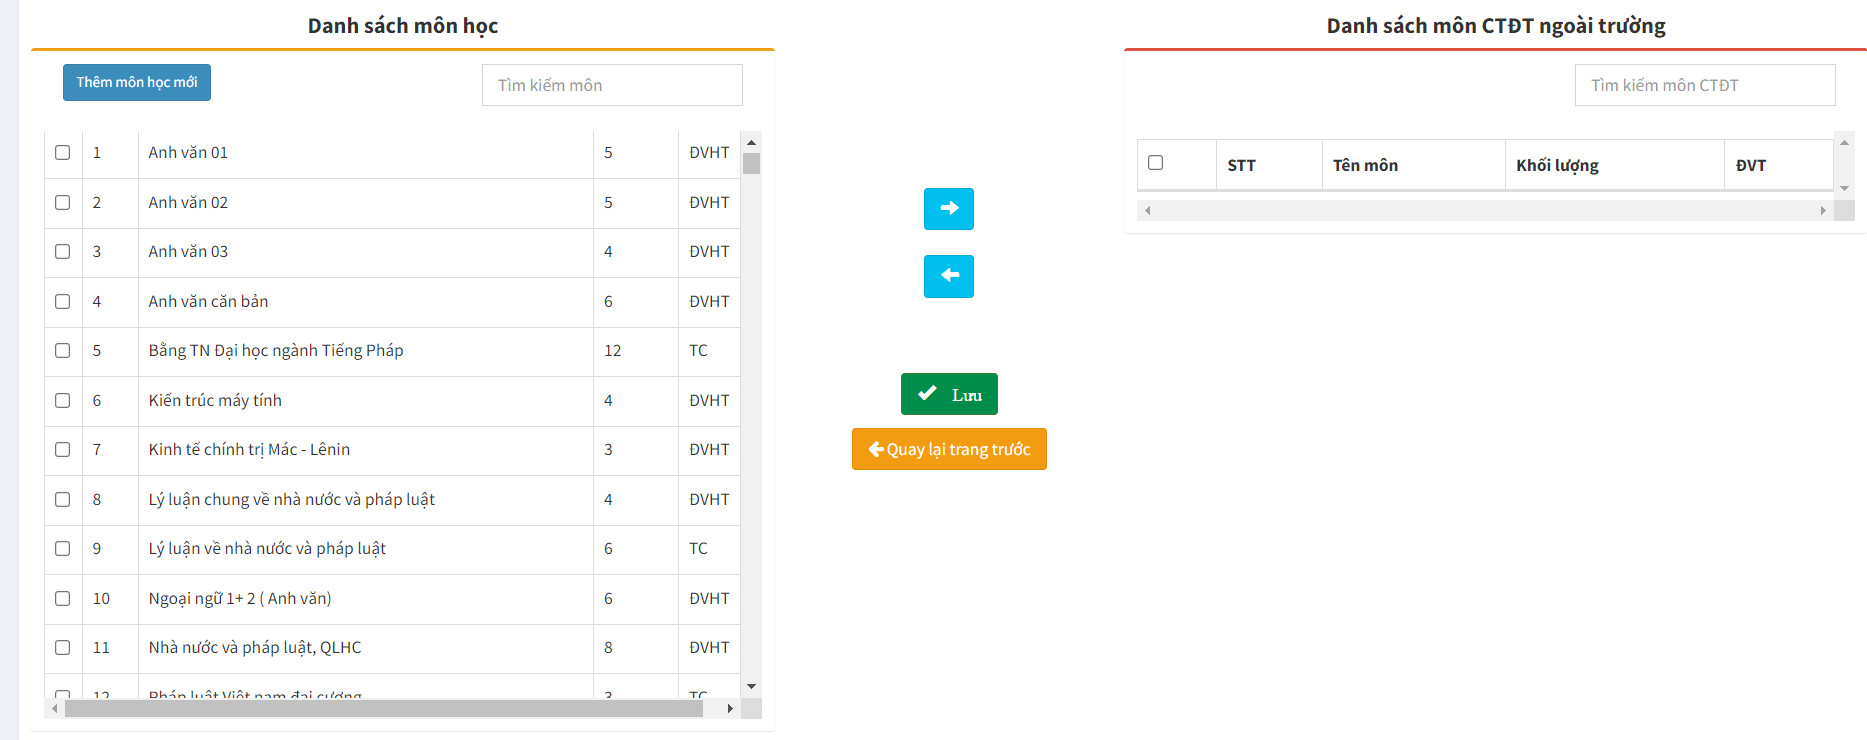 Danh sách môn học
Thêm môn học mới
Tìm kiếm môn
1 Anh văn 01 5 ĐVHT
2 Anh văn 02 5 ĐVHT
3 Anh văn 03 4 ĐVHT
4 Anh văn căn bản 6 ĐVHT
5 Bằng TN Đại học ngành Tiếng Pháp 12 TC
6 Kiến trúc máy tính 4 ĐVHT
7 Kinh tế chính trị Mác - Lênin 3 ĐVHT
8 Lý luận chung về nhà nước và pháp luật 4 ĐVHT
9 Lý luận về nhà nước và pháp luật 6 TC
10 Ngoại ngữ 1+ 2 ( Anh văn) 6 ĐVHT
11 Nhà nước và pháp luật, QLHC 8 ĐVHT
12 Pháp luật Việt nam đại cương 3 TC
Lưu
Quay lại trang trước
Danh sách môn CTĐT ngoài trường
Tìm kiếm môn CTĐT
STT Tên môn Khối lượng ĐVT